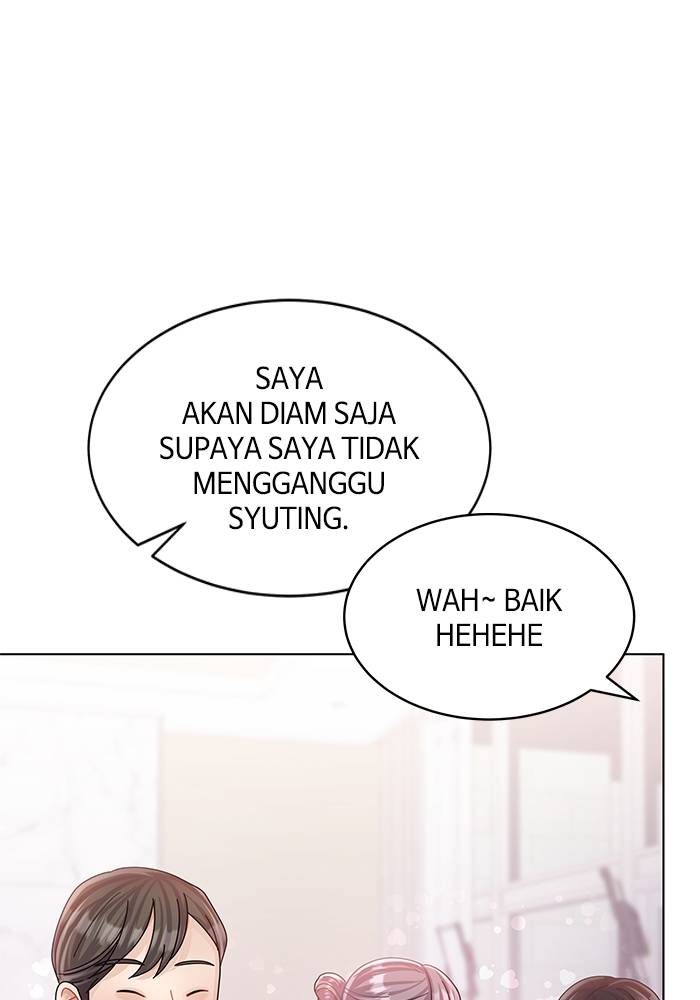 SAYA
AKAN DIAM SAJA
SUPAYA SAYA TIDAK
MENGGANGGU
SYUTING.
WAH~ BAIK
HEHEHE